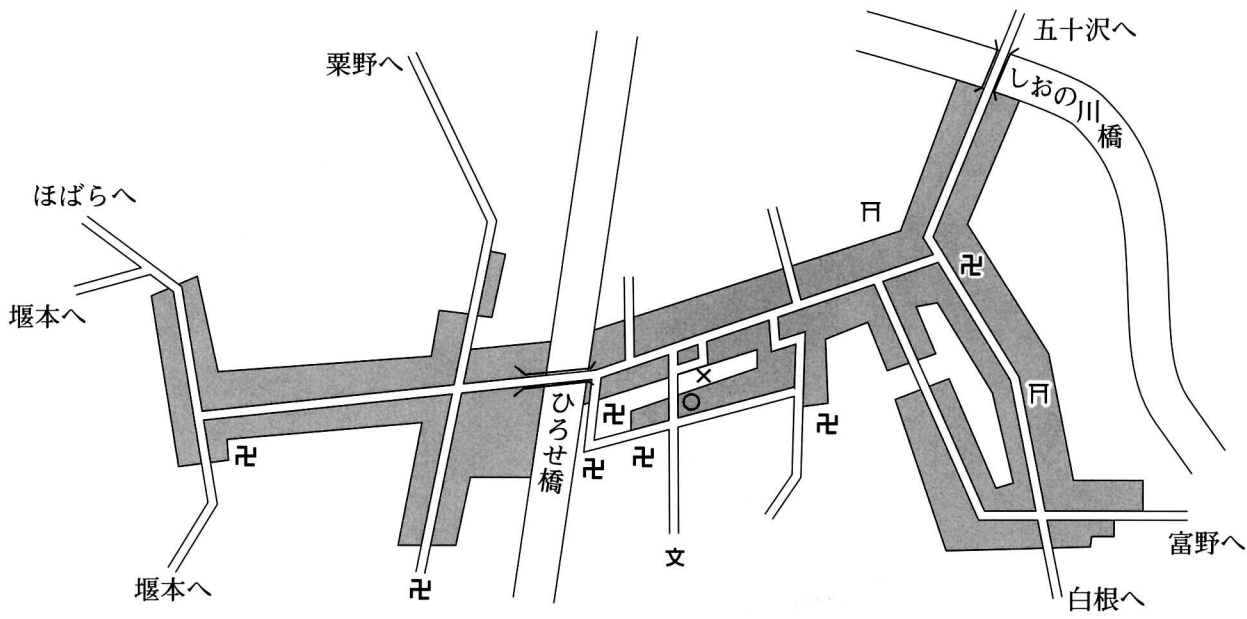 五十沢へ
しおの川橋
粟野へ
ほばらへ
堰本へ
ひろせ橋
文
堰本へ
富野へ
白根へ